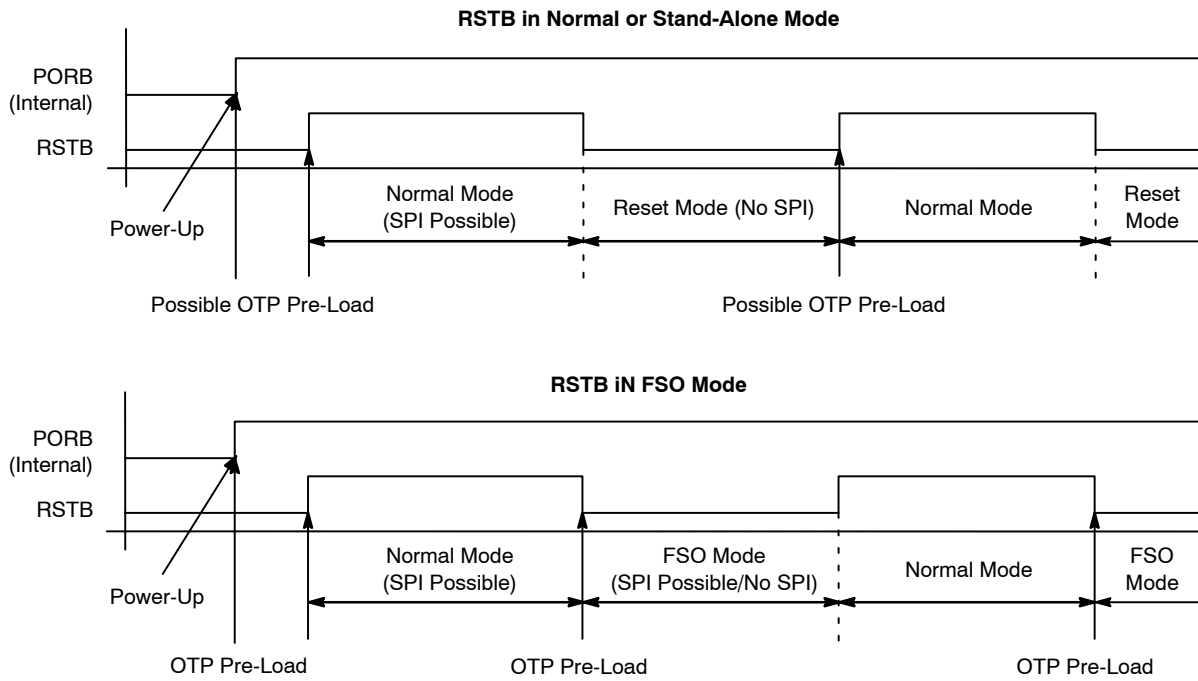 RSTB in Normal or Stand-Alone Mode
PORB
(Internal)
RSTB
Normal Mode
(SPI Possible)
Reset Mode (No SPI)
Normal Mode
Reset
Mode
Power-Up
Possible OTP Pre-Load
Possible OTP Pre-Load
RSTB iN FSO Mode
PORB
(Internal)
RSTB
Normal Mode
(SPI Possible)
FSO Mode
(SPI Possible/No SPI)
Normal Mode
FSO
Mode
Power-Up
OTP Pre-Load
OTP Pre-Load
OTP Pre-Load